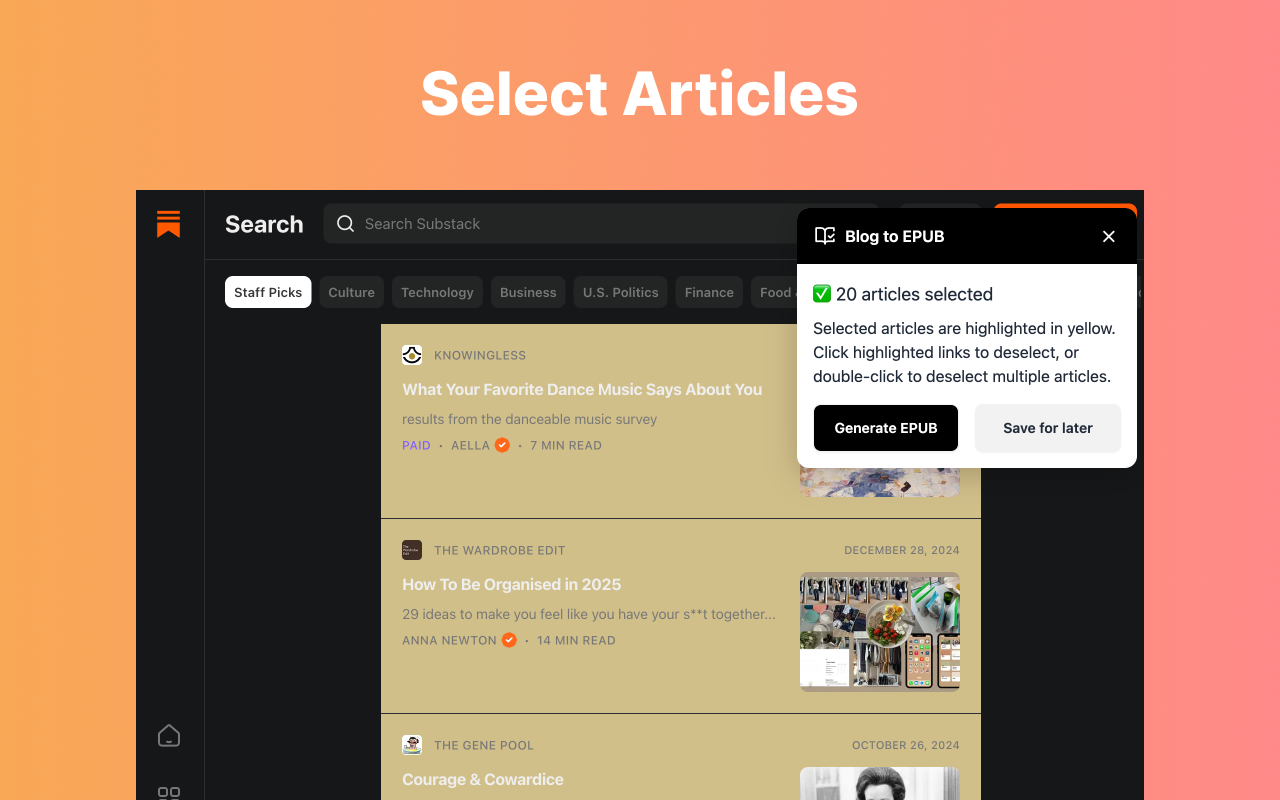 Select Articles
Search
Search Substack
Blog to EPUB
Staff Picks
Culture
Technology
Business
U.S. Politics
Finance
Food
✅ 20 articles selected
Selected articles are highlighted in yellow.
Click highlighted links to deselect, or
double-click to deselect multiple articles.
Generate EPUB
Save for later
KNOWINGLESS
What Your Favorite Dance Music Says About You
results from the danceable music survey
PAID · AELLA · 7 MIN READ
THE WARDROBE EDIT
DECEMBER 28, 2024
How To Be Organised in 2025
29 ideas to make you feel like you have your s**t together...
ANNA NEWTON · 14 MIN READ
THE GENE POOL
OCTOBER 26, 2024
Courage & Cowardice